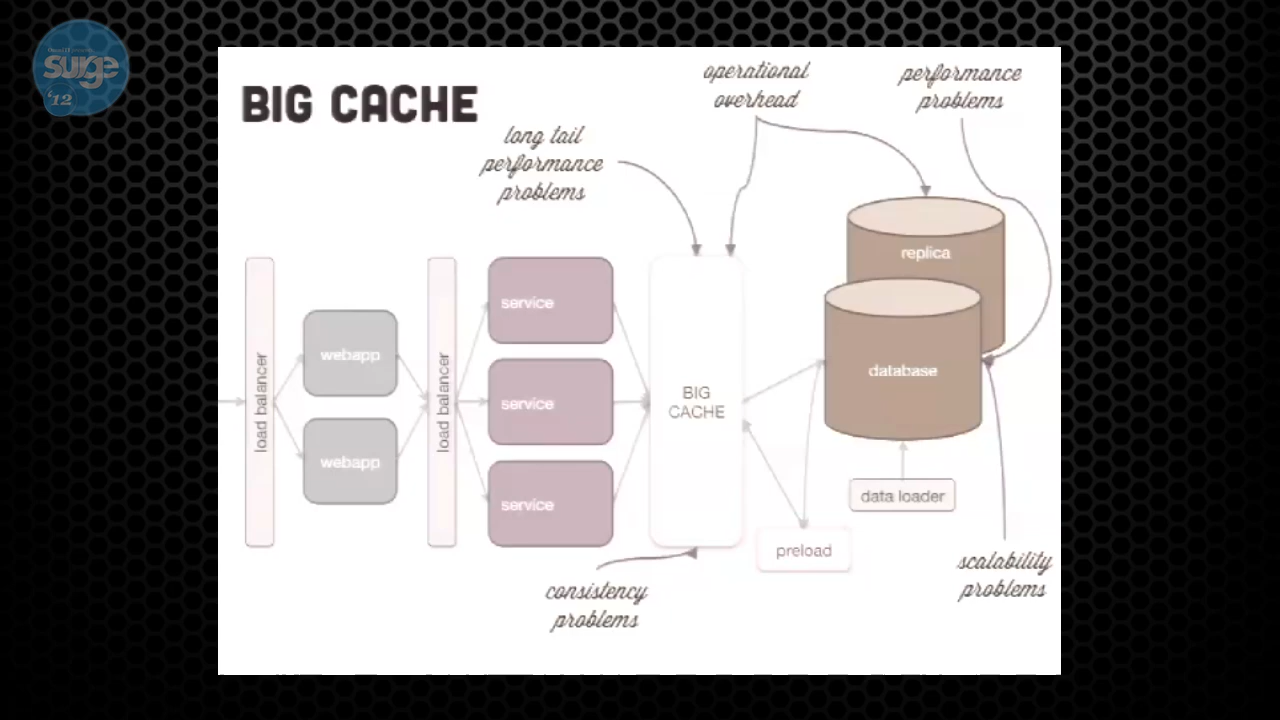 surge
'12
BIG CACHE
operational
overhead
performance
problems
long tail
performance
problems
replica
load balancer
webapp
webapp
load balancer
service
service
service
BIG
CACHE
database
data loader
preload
consistency
problems
scalability
problems